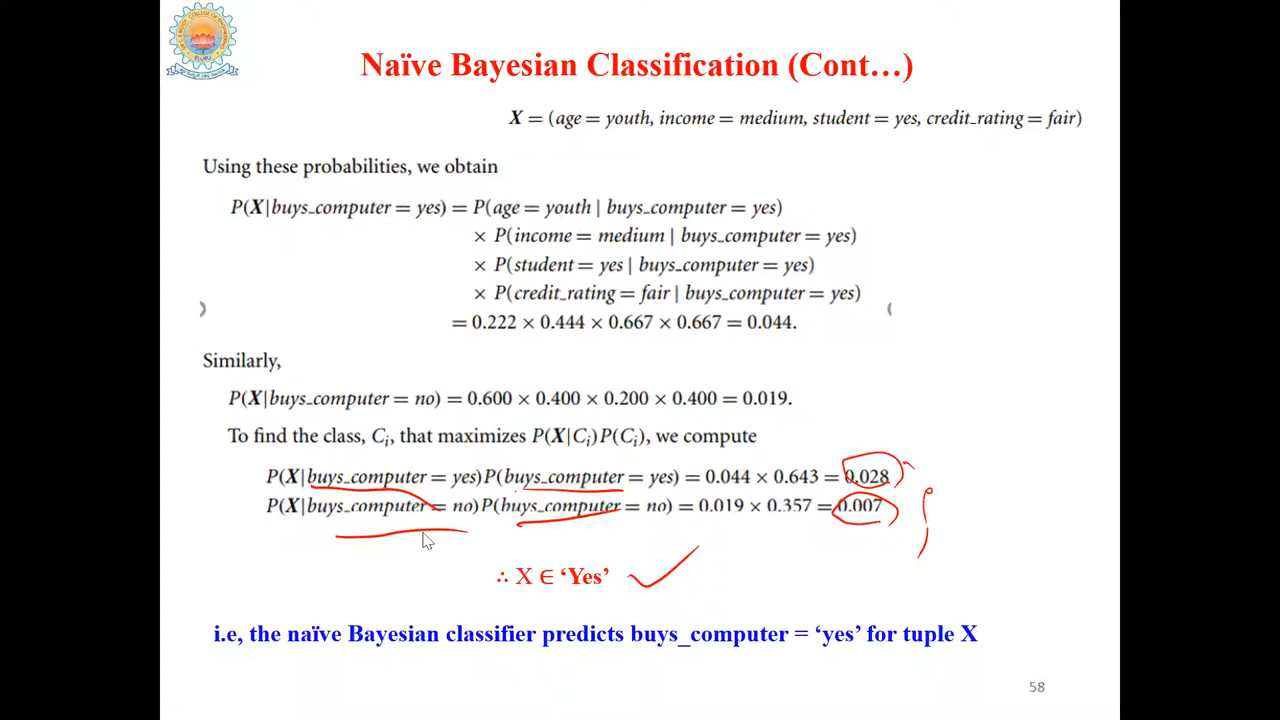 Naïve Bayesian Classification (Cont…)
X = (age = youth, income = medium, student = yes, credit_rating = fair)
Using these probabilities, we obtain
P(X|buys_computer = yes) = P(age = youth | buys_computer = yes)
× P(income = medium | buys_computer = yes)
× P(student = yes | buys_computer = yes)
× P(credit_rating = fair | buys_computer = yes)
= 0.222 × 0.444 × 0.667 × 0.667 = 0.044.
Similarly,
P(X|buys_computer = no) = 0.600 × 0.400 × 0.200 × 0.400 = 0.019.
To find the class, Ci, that maximizes P(X|Ci)P(Ci), we compute
P(X|buys_computer = yes)P(buys_computer = yes) = 0.044 × 0.643 = 0.028
P(X|buys_computer = no)P(buys_computer = no) = 0.019 × 0.357 = 0.007
∴ X ∈ ‘Yes’
i.e, the naïve Bayesian classifier predicts buys_computer = ‘yes’ for tuple X
58